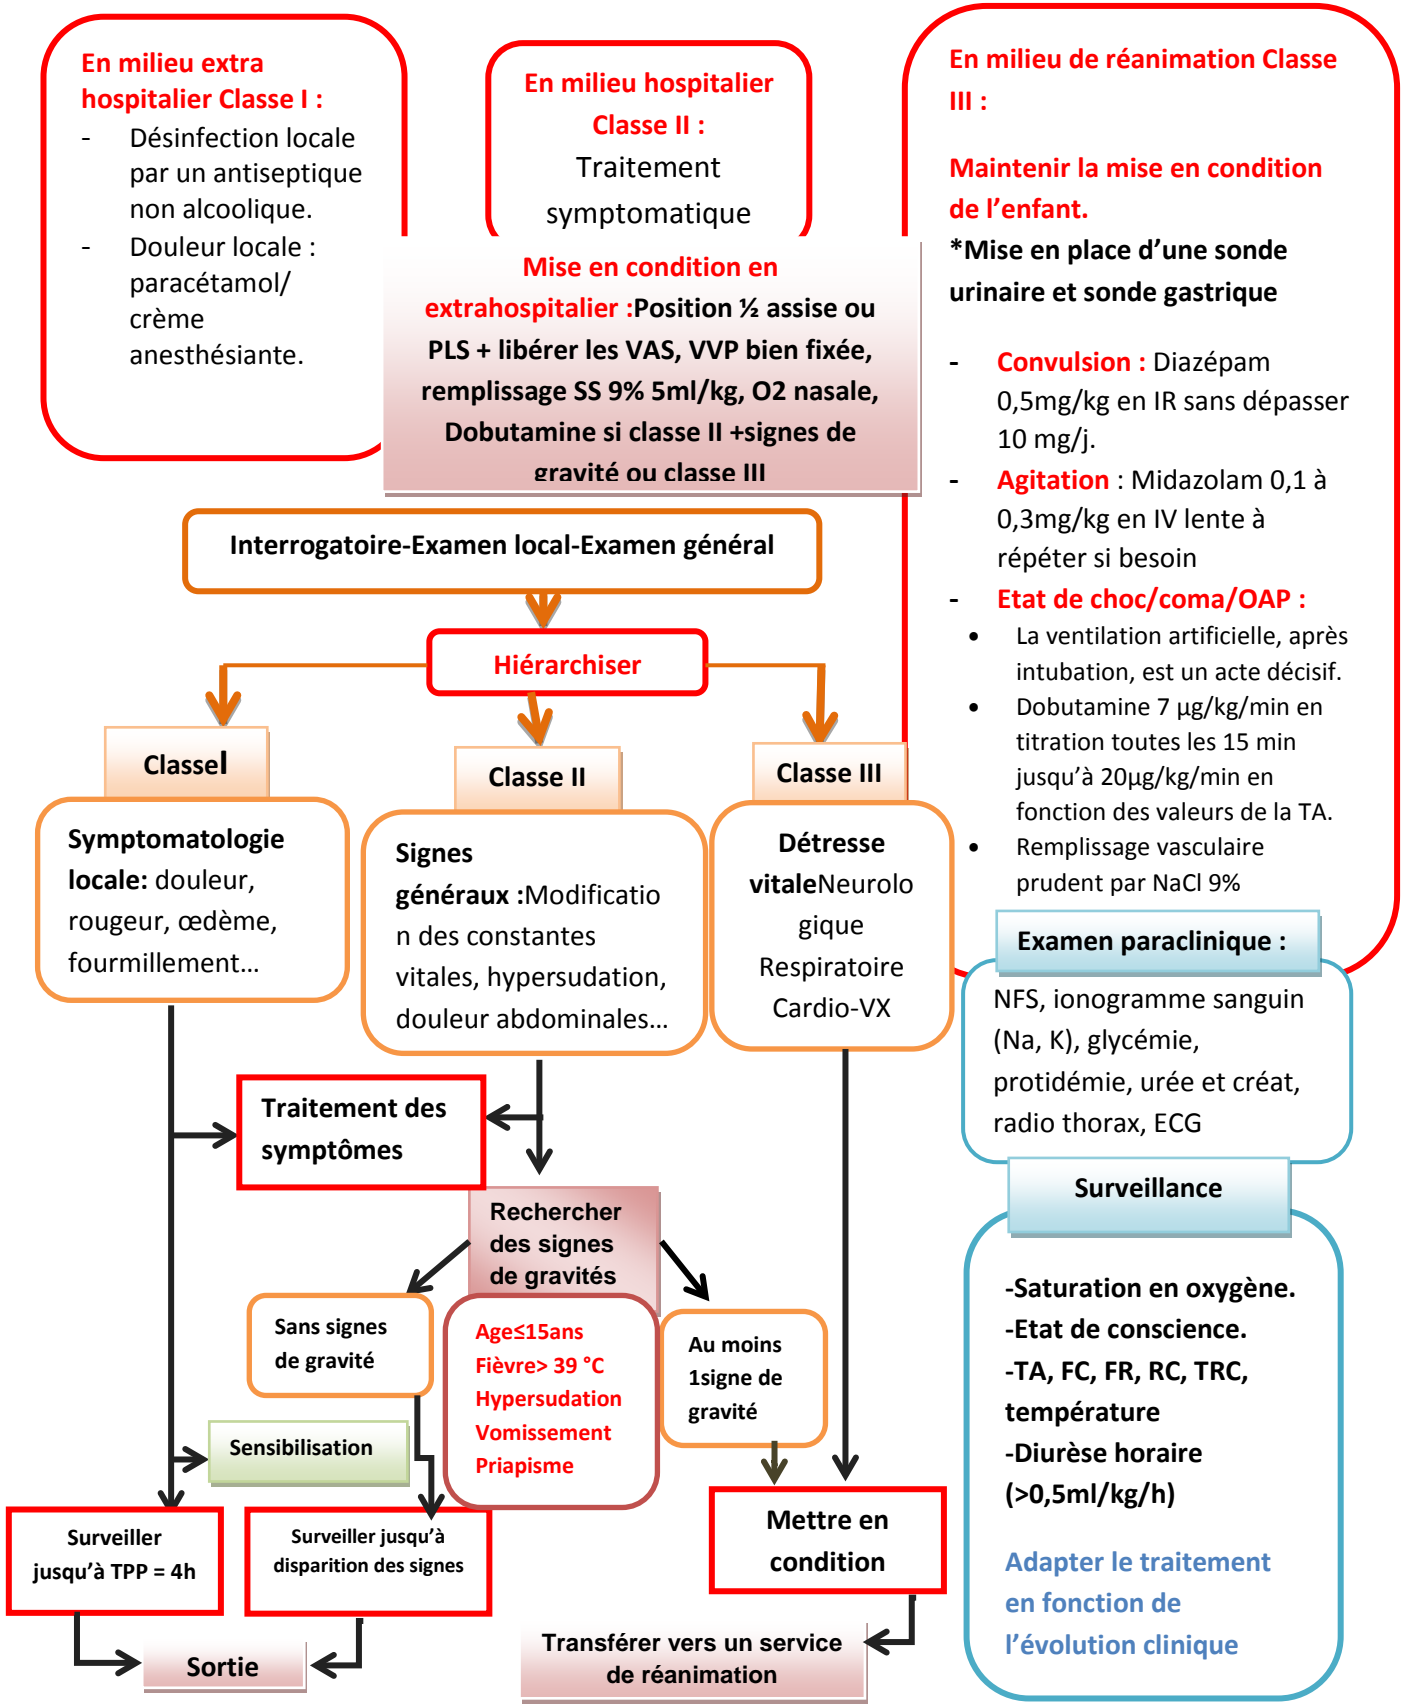 En milieu extra
hospitalier Classe I :
- Désinfection locale
par un antiseptique
non alcoolique.
- Douleur locale :
paracétamol/
crème
anesthésiante.
En milieu hospitalier
Classe II :
Traitement
symptomatique
Mise en condition en
extrahospitalier :Position ½ assise ou
PLS + libérer les VAS, VVP bien fixée,
remplissage SS 9% 5ml/kg, O2 nasale,
Dobutamine si classe II +signes de
gravité ou classe III
En milieu de réanimation Classe
III :
Maintenir la mise en condition
de l’enfant.
*Mise en place d’une sonde
urinaire et sonde gastrique
- Convulsion : Diazépam
0,5mg/kg en IR sans dépasser
10 mg/j.
- Agitation : Midazolam 0,1 à
0,3mg/kg en IV lente à
répéter si besoin
- Etat de choc/coma/OAP :
• La ventilation artificielle, après
intubation, est un acte décisif.
• Dobutamine 7 µg/kg/min en
titration toutes les 15 min
jusqu’à 20µg/kg/min en
fonction des valeurs de la TA.
• Remplissage vasculaire
prudent par NaCl 9%
Interrogatoire-Examen local-Examen général
Hiérarchiser
ClasseI
Classe II
Classe III
Symptomatologie
locale: douleur,
rougeur, œdème,
fourmillement…
Signes
généraux :Modificatio
n des constantes
vitales, hypersudation,
douleur abdominales…
Détresse
vitaleNeurolo
gique
Respiratoire
Cardio-VX
Examen paraclinique :
NFS, ionogramme sanguin
(Na, K), glycémie,
protidémie, urée et créat,
radio thorax, ECG
Traitement des
symptômes
Rechercher
des signes
de gravités
Sans signes
de gravité
Age≤15ans
Fièvre> 39 °C
Hypersudation
Vomissement
Priapisme
Au moins
1signe de
gravité
Sensibilisation
Surveiller
jusqu’à TPP = 4h
Surveiller jusqu’à
disparition des signes
Mettre en
condition
Sortie
Transférer vers un service
de réanimation
Surveillance
-Saturation en oxygène.
-Etat de conscience.
-TA, FC, FR, RC, TRC,
température
-Diurèse horaire
(>0,5ml/kg/h)
Adapter le traitement
en fonction de
l’évolution clinique